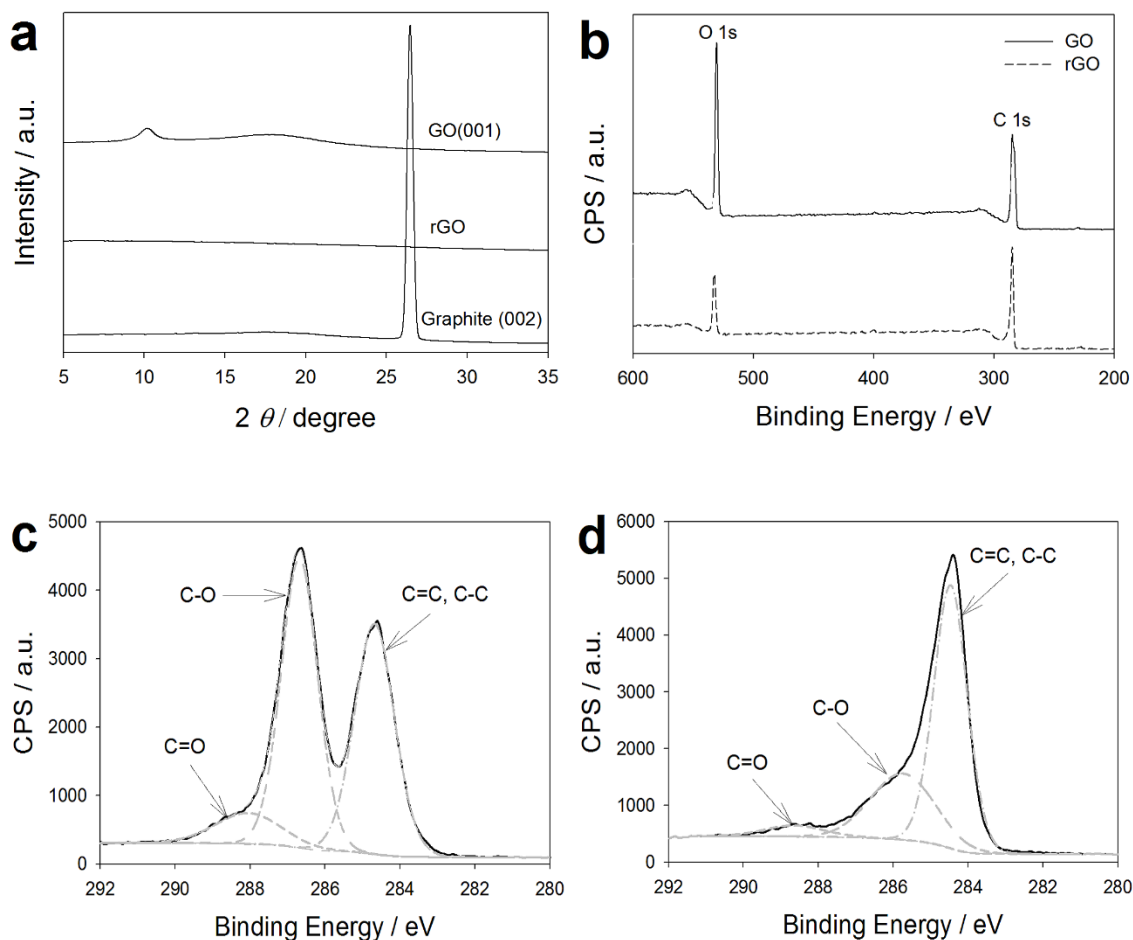 a
Intensity / a.u.
GO(001)
rGO
Graphite (002)
5 10 15 20 25 30 35
2 θ / degree
b
CPS / a.u.
O 1s
C 1s
GO
rGO
600 500 400 300 200
Binding Energy / eV
c
CPS / a.u.
5000
4000
3000
2000
1000
0
C-O
C=C, C-C
C=O
292 290 288 286 284 282 280
Binding Energy / eV
d
CPS / a.u.
6000
5000
4000
3000
2000
1000
0
C=C, C-C
C-O
C=O
292 290 288 286 284 282 280
Binding Energy / eV